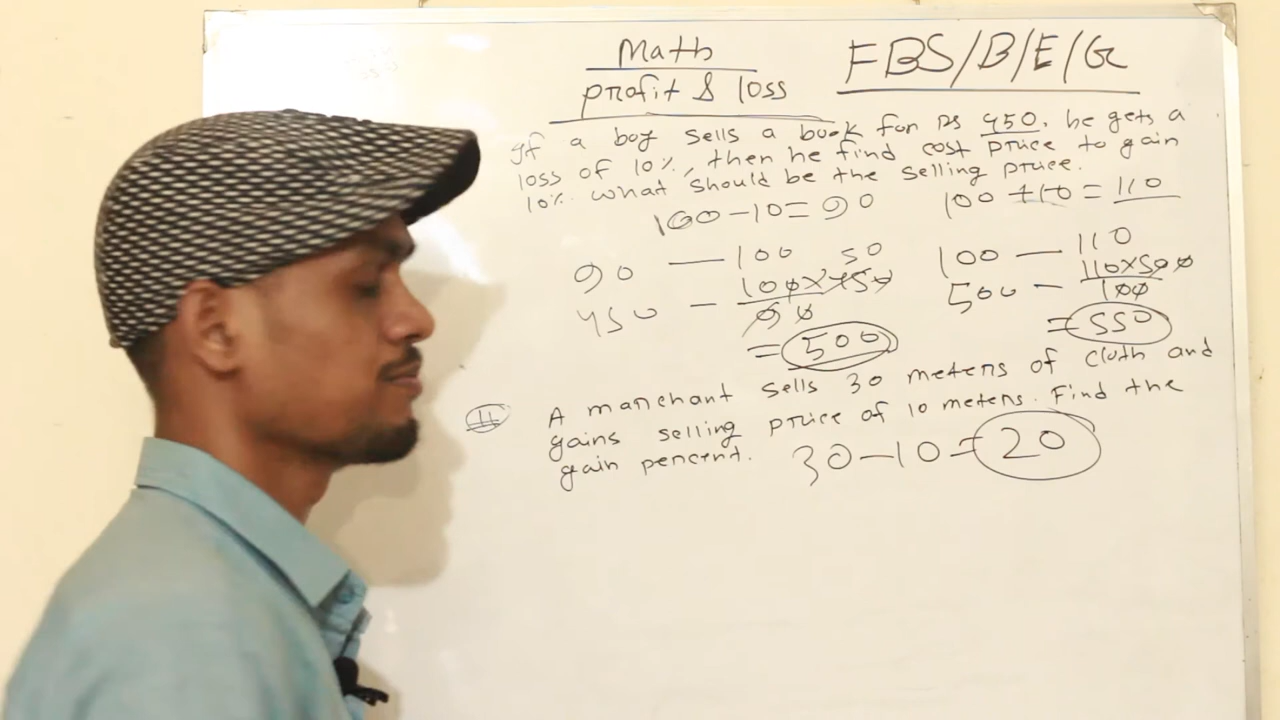 Math
profit & loss
FBS/B/E/G
If a boy sells a book for Rs 450. he gets a
loss of 10%, then he find cost price to gain
10% what should be the selling price.
100-10=90
100+10=110
90 — 100 50
450 — 100×450
90
= 500
100 — 110
500 — 110×500
100
= 550
II A marchant sells 30 meters of cloth and
gains selling price of 10 meters. Find the
gain percent. 30-10=20